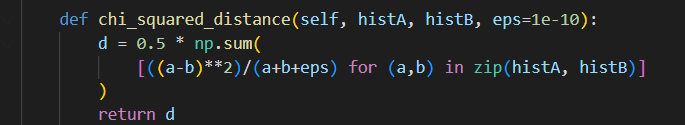 def chi_squared_distance(self, histA, histB, eps=1e-10):
d = 0.5 * np.sum(
[((a-b)**2)/(a+b+eps) for (a,b) in zip(histA, histB)]
)
return d